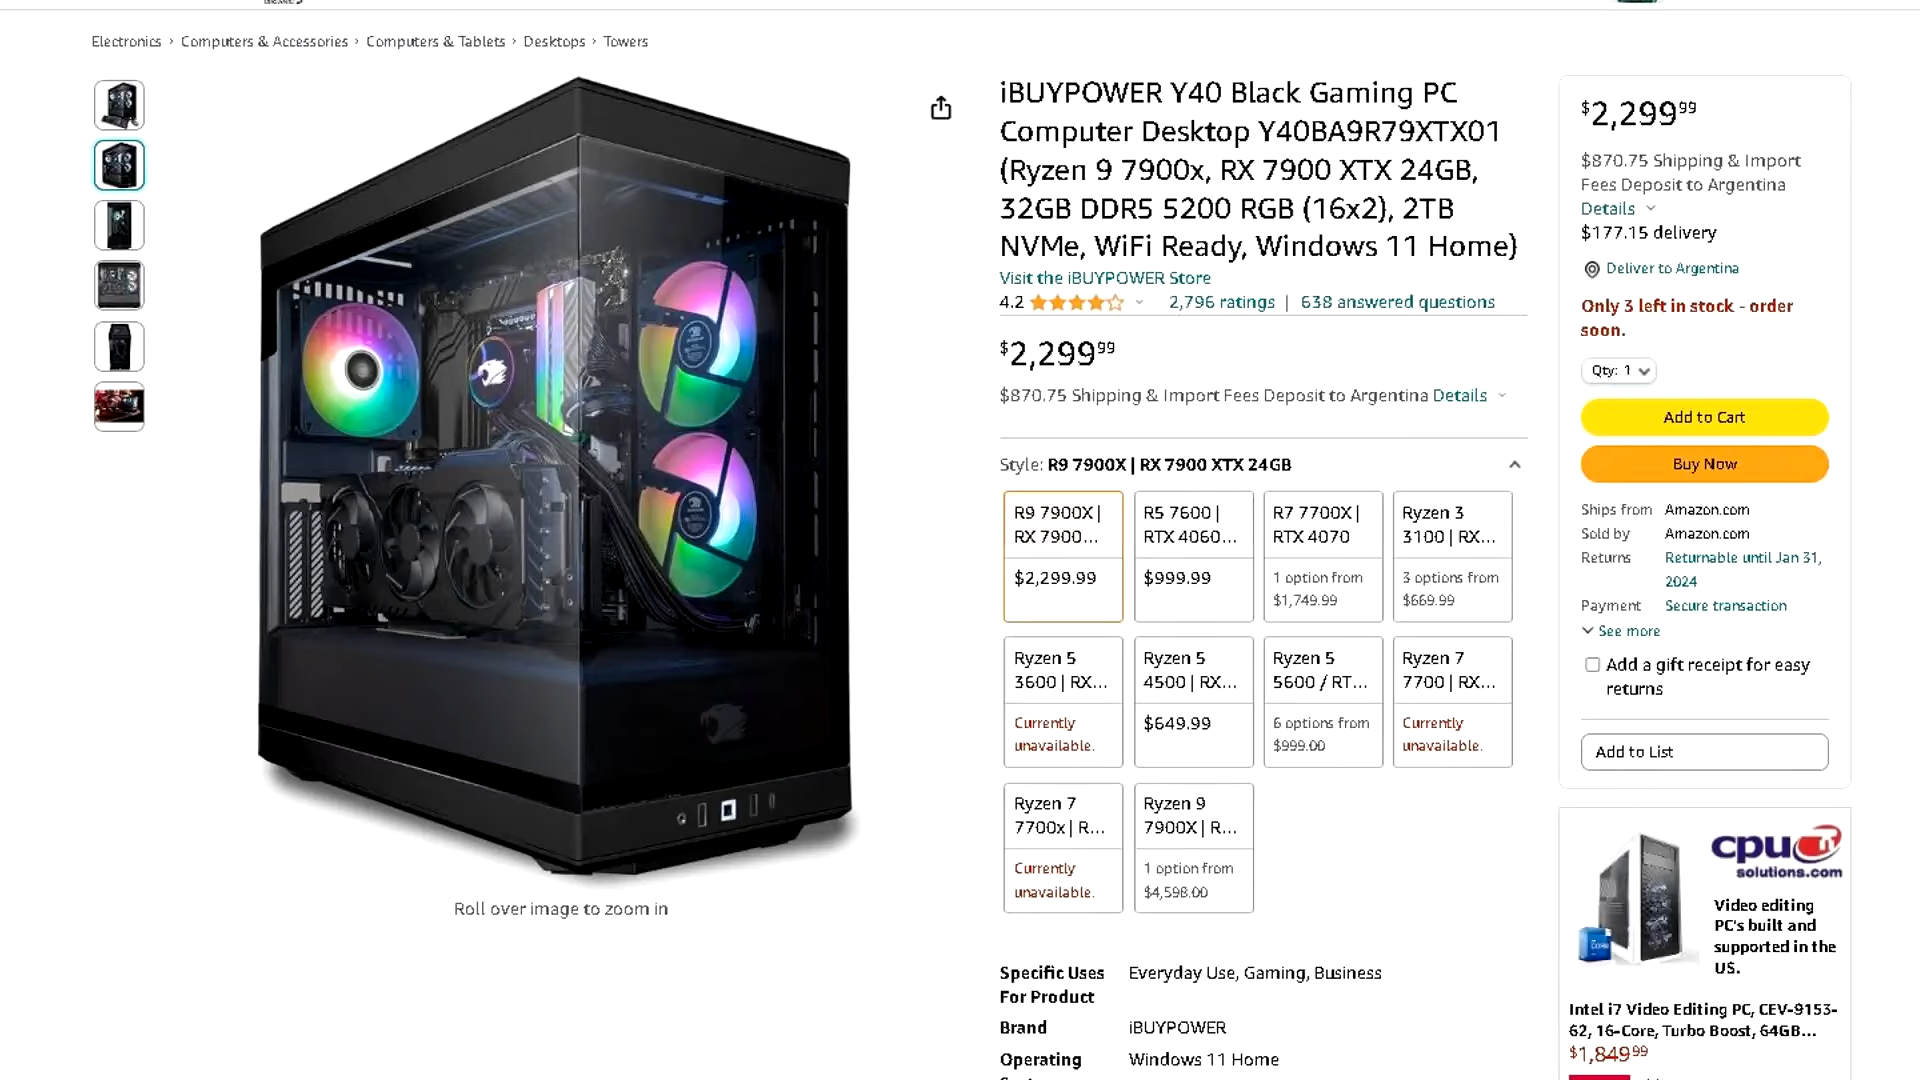 Electronics › Computers & Accessories › Computers & Tablets › Desktops › Towers
iBUYPOWER Y40 Black Gaming PC
Computer Desktop Y40BA9R79XTX01
(Ryzen 9 7900x, RX 7900 XTX 24GB,
32GB DDR5 5200 RGB (16x2), 2TB
NVMe, WiFi Ready, Windows 11 Home)
Visit the iBUYPOWER Store
4.2
2,796 ratings | 638 answered questions
$2,299.99
$870.75 Shipping & Import Fees Deposit to Argentina Details
Style: R9 7900X | RX 7900 XTX 24GB
R9 7900X |
RX 7900...
$2,299.99
R5 7600 |
RTX 4060...
$999.99
R7 7700X |
RTX 4070
1 option from
$1,749.99
Ryzen 3
3100 | RX...
3 options from
$669.99
Ryzen 5
3600 | RX...
Currently
unavailable.
Ryzen 5
4500 | RX...
$649.99
Ryzen 5
5600 / RT...
6 options from
$999.00
Ryzen 7
7700 | RX...
Currently
unavailable.
Ryzen 7
7700x | R...
Currently
unavailable.
Ryzen 9
7900X | R...
1 option from
$4,598.00
Specific Uses For Product Everyday Use, Gaming, Business
Brand iBUYPOWER
Operating Windows 11 Home
Roll over image to zoom in
$2,299 99
$870.75 Shipping & Import
Fees Deposit to Argentina
Details
$177.15 delivery
Deliver to Argentina
Only 3 left in stock - order
soon.
Qty: 1
Add to Cart
Buy Now
Ships from Amazon.com
Sold by Amazon.com
Returns Returnable until Jan 31,
2024
Payment Secure transaction
See more
Add a gift receipt for easy
returns
Add to List
cpu
solutions.com
Video editing
PC's built and
supported in the
US.
Intel i7 Video Editing PC, CEV-9153-
62, 16-Core, Turbo Boost, 64GB...
$1,849 99